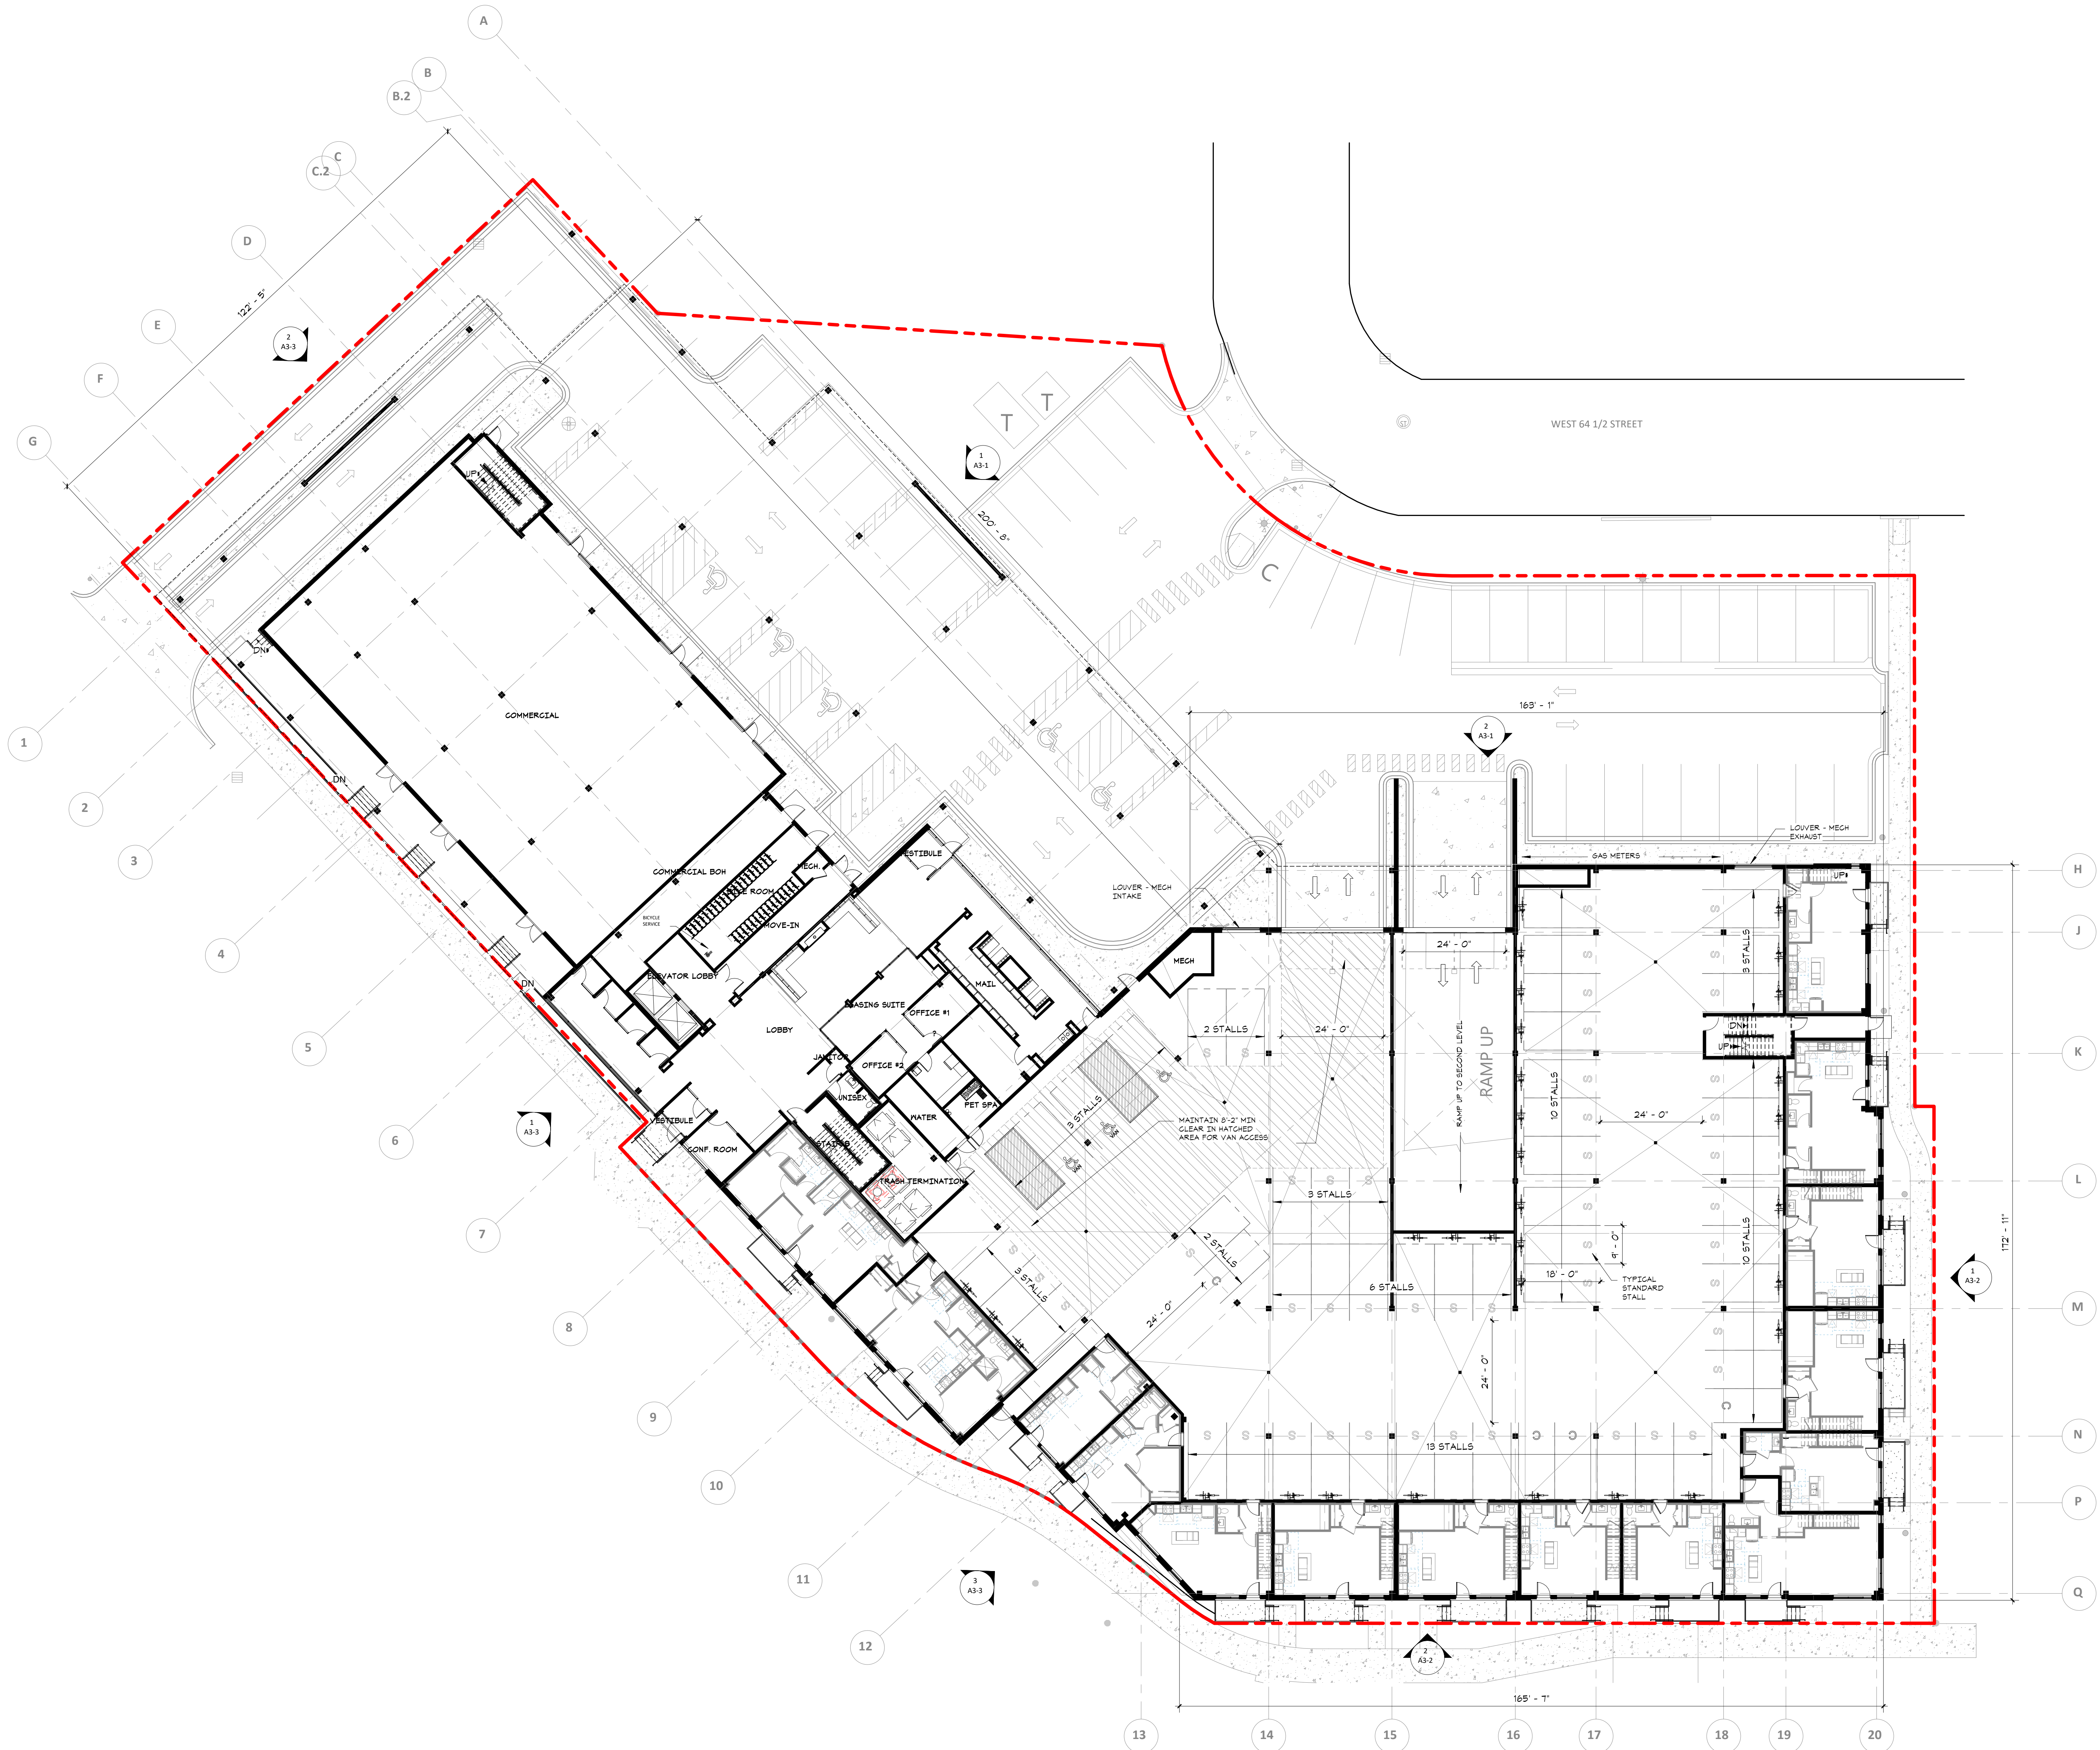 A
B
B.2
C
C.2
D
E
F
G
122' - 5"
2
A3-3
T
T
1
A3-1
ST
WEST 64 1/2 STREET
200' - 8"
C
UP
DN
COMMERCIAL
163' - 1"
2
A3-1
1
2
3
4
5
6
7
8
9
10
11
12
DN
DN
LOUVER - MECH
EXHAUST
GAS METERS
UP
H
J
K
L
M
N
P
Q
VESTIBULE
MECH.
COMMERCIAL BOH
BIKE ROOM
BICYCLE
SERVICE
MOVE-IN
ELEVATOR LOBBY
LOUVER - MECH
INTAKE
MECH
24' - 0"
3 STALLS
MAIL
LEASING SUITE
OFFICE #1
LOBBY
?
2 STALLS
24' - 0"
S
S
RAMP UP TO SECOND LEVEL
RAMP UP
DN
UP
JANITOR
OFFICE #2
UNISEX
PET SPA
WATER
3 STALLS
VAN
VAN
MAINTAIN 8'-2" MIN
CLEAR IN HATCHED
AREA FOR VAN ACCESS
10 STALLS
24' - 0"
1
A3-3
VESTIBULE
CONF. ROOM
STAIR B
TRASH TERMINATION
S
S
S
3 STALLS
2 STALLS
S
C
3 STALLS
S
S
S
24' - 0"
6 STALLS
S
S
S
S
S
S
18' - 0"
9' - 0"
TYPICAL
STANDARD
STALL
10 STALLS
172' - 11"
1
A3-2
24' - 0"
C
S
S
S
S
S
S
S
S
C
C
S
S
S
13 STALLS
3
A3-3
2
A3-2
165' - 7"
13
14
15
16
17
18
19
20